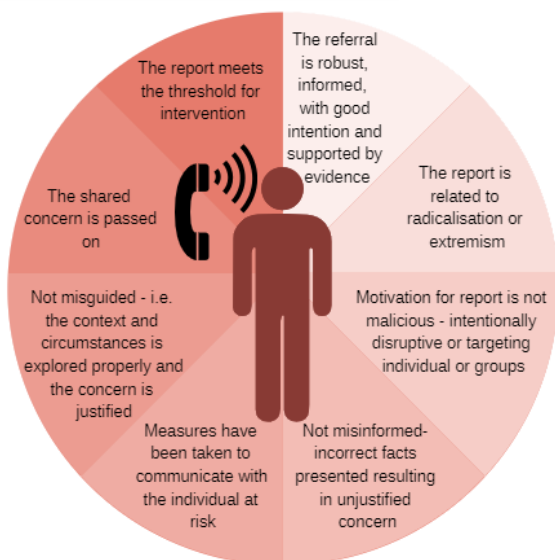 The referral
is robust,
informed,
with good
intention and
supported by
evidence
The report is
related to
radicalisation or
extremism
Motivation for report is not
malicious - intentionally
disruptive or targeting
individual or groups
Not misinformed-
incorrect facts
presented resulting
in unjustified
concern
Measures have
been taken to
communicate with
the individual at
risk
Not misguided - i.e.
the context and
circumstances is
explored properly and
the concern is
justified
The shared
concern is passed
on
The report meets
the threshold for
intervention